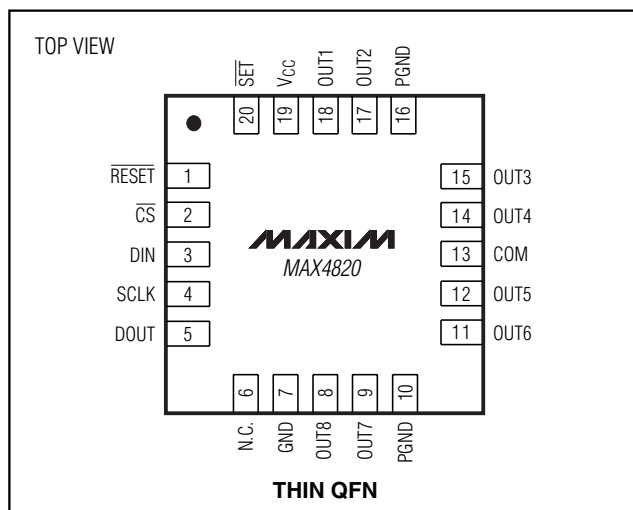 TOP VIEW
SET
VCC
OUT1
OUT2
PGND
20
19
18
17
16
RESET 1
CS 2
DIN 3
SCLK 4
DOUT 5
15 OUT3
14 OUT4
13 COM
12 OUT5
11 OUT6
MAXIM
MAX4820
6
7
8
9
10
N.C.
GND
OUT8
OUT7
PGND
THIN QFN